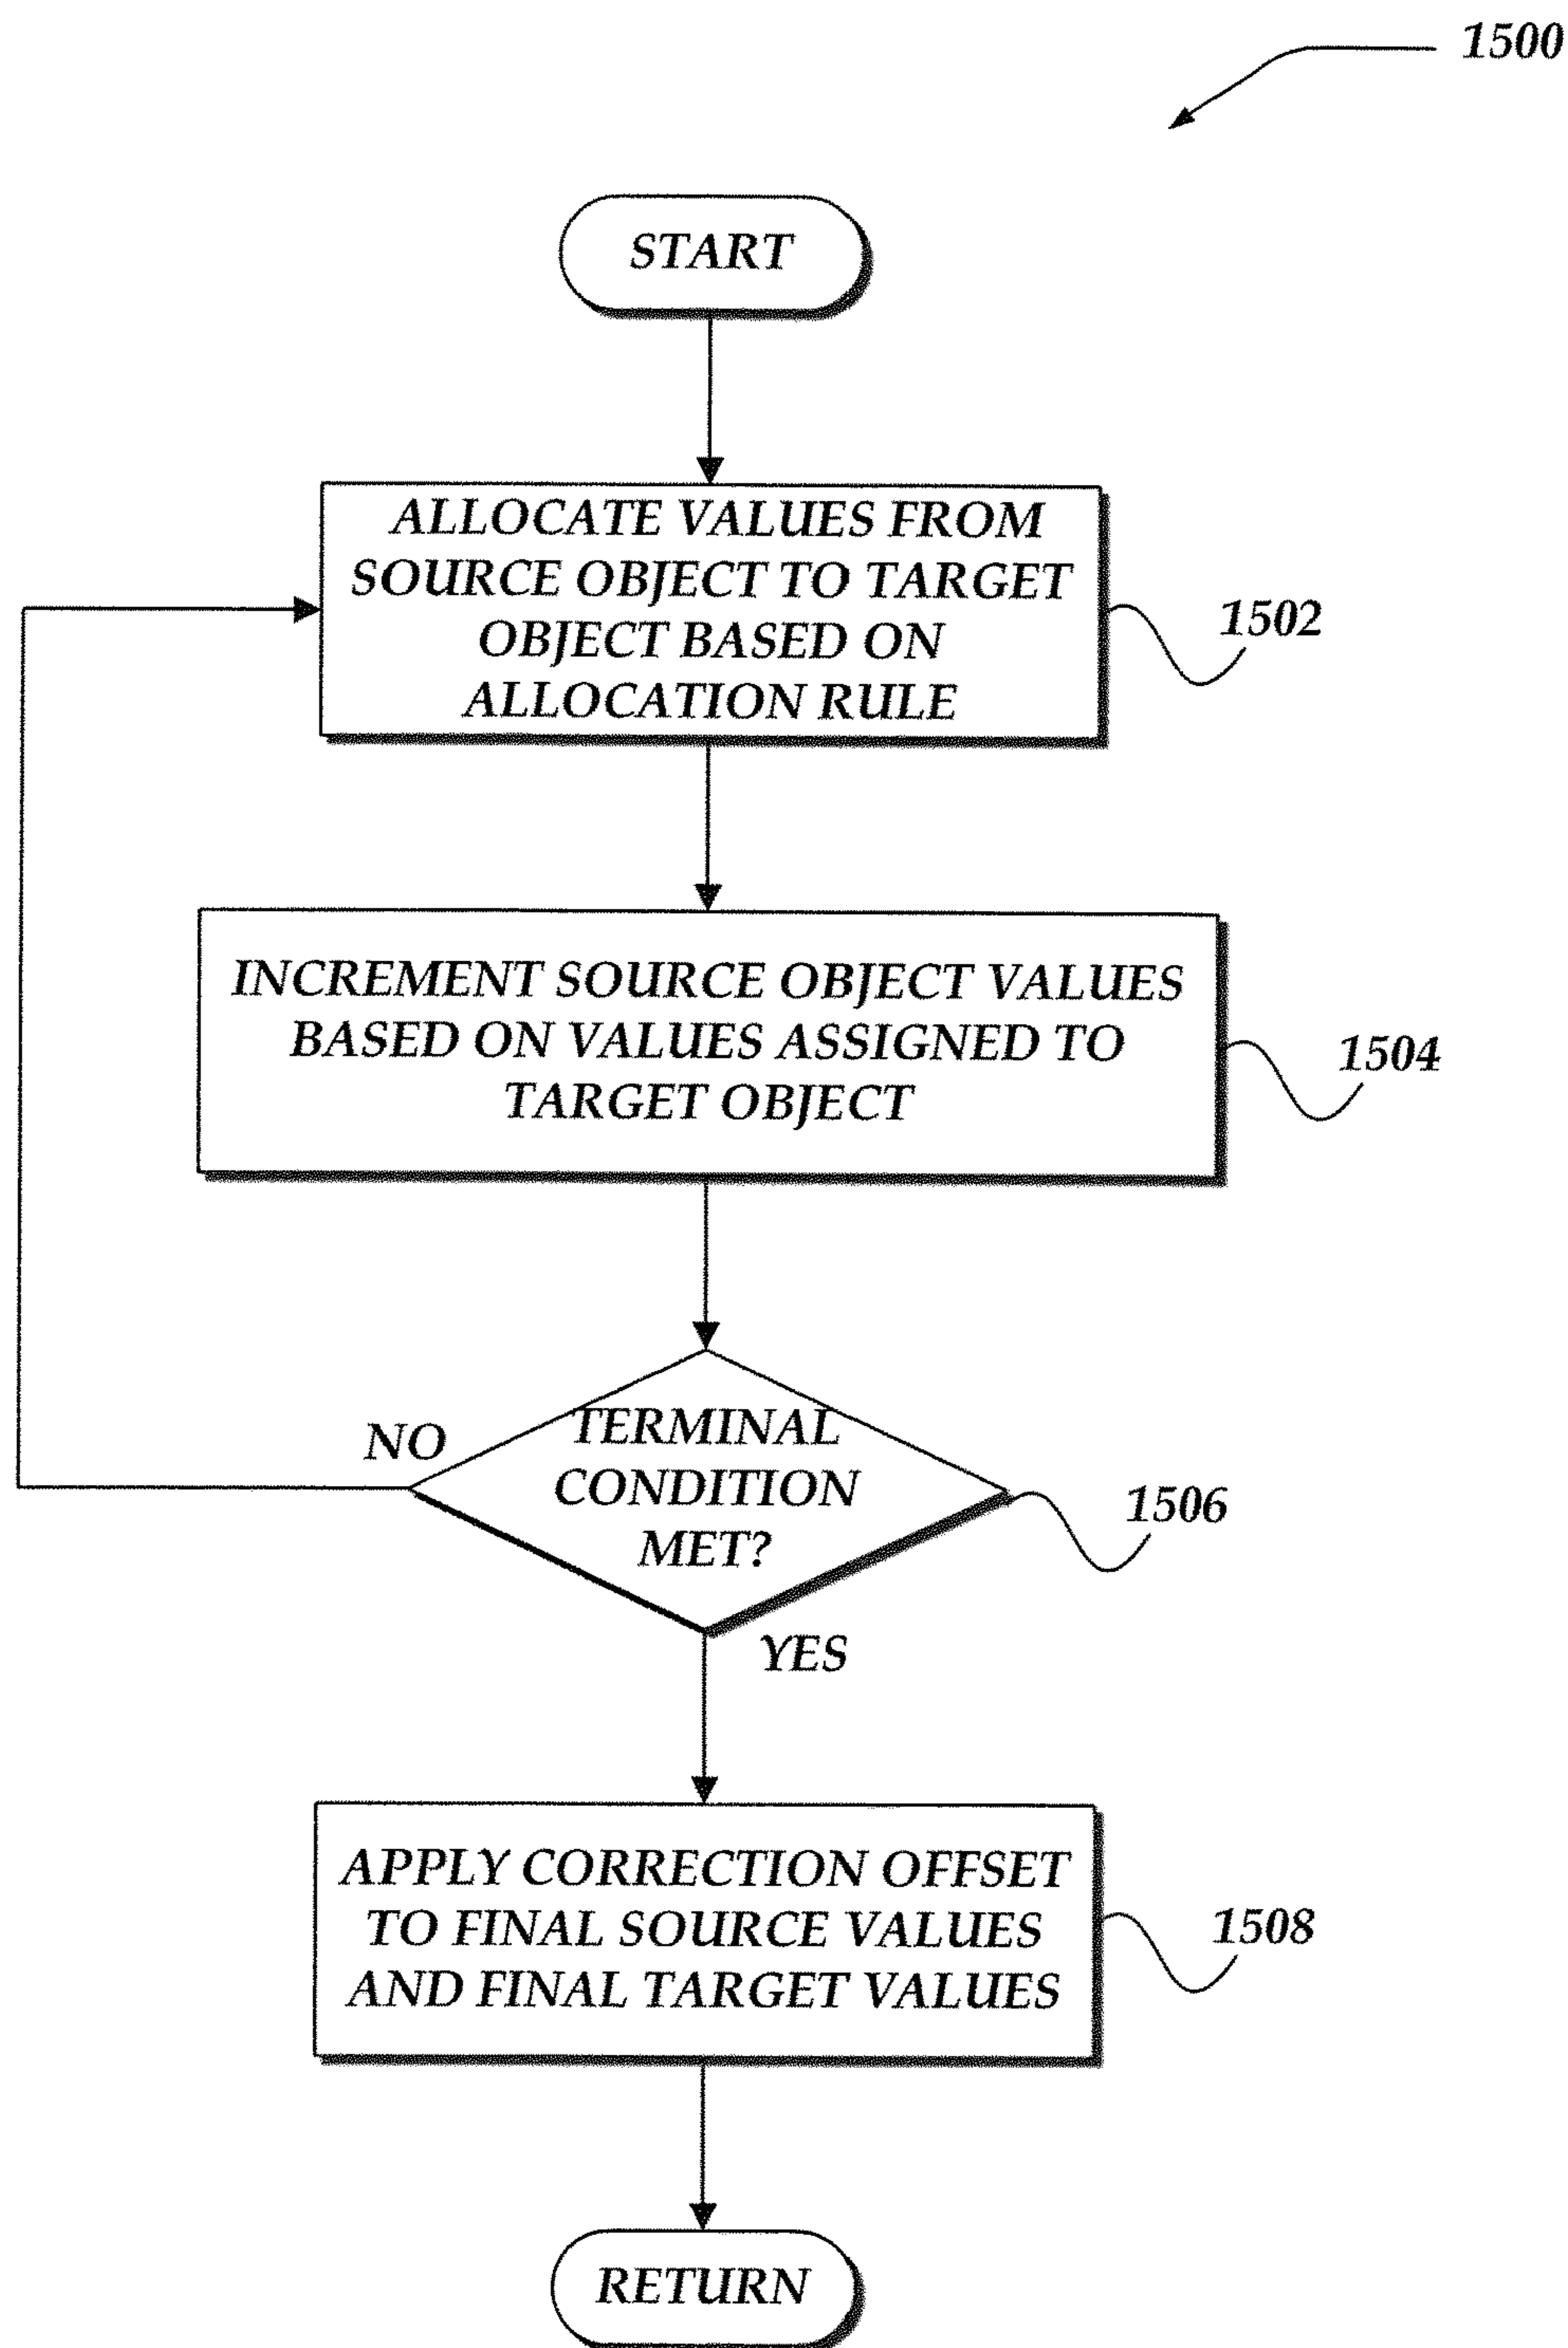 1500
START
ALLOCATE VALUES FROM
SOURCE OBJECT TO TARGET
OBJECT BASED ON
ALLOCATION RULE
1502
INCREMENT SOURCE OBJECT VALUES
BASED ON VALUES ASSIGNED TO
TARGET OBJECT
1504
NO
TERMINAL
CONDITION
MET?
1506
YES
APPLY CORRECTION OFFSET
TO FINAL SOURCE VALUES
AND FINAL TARGET VALUES
1508
RETURN